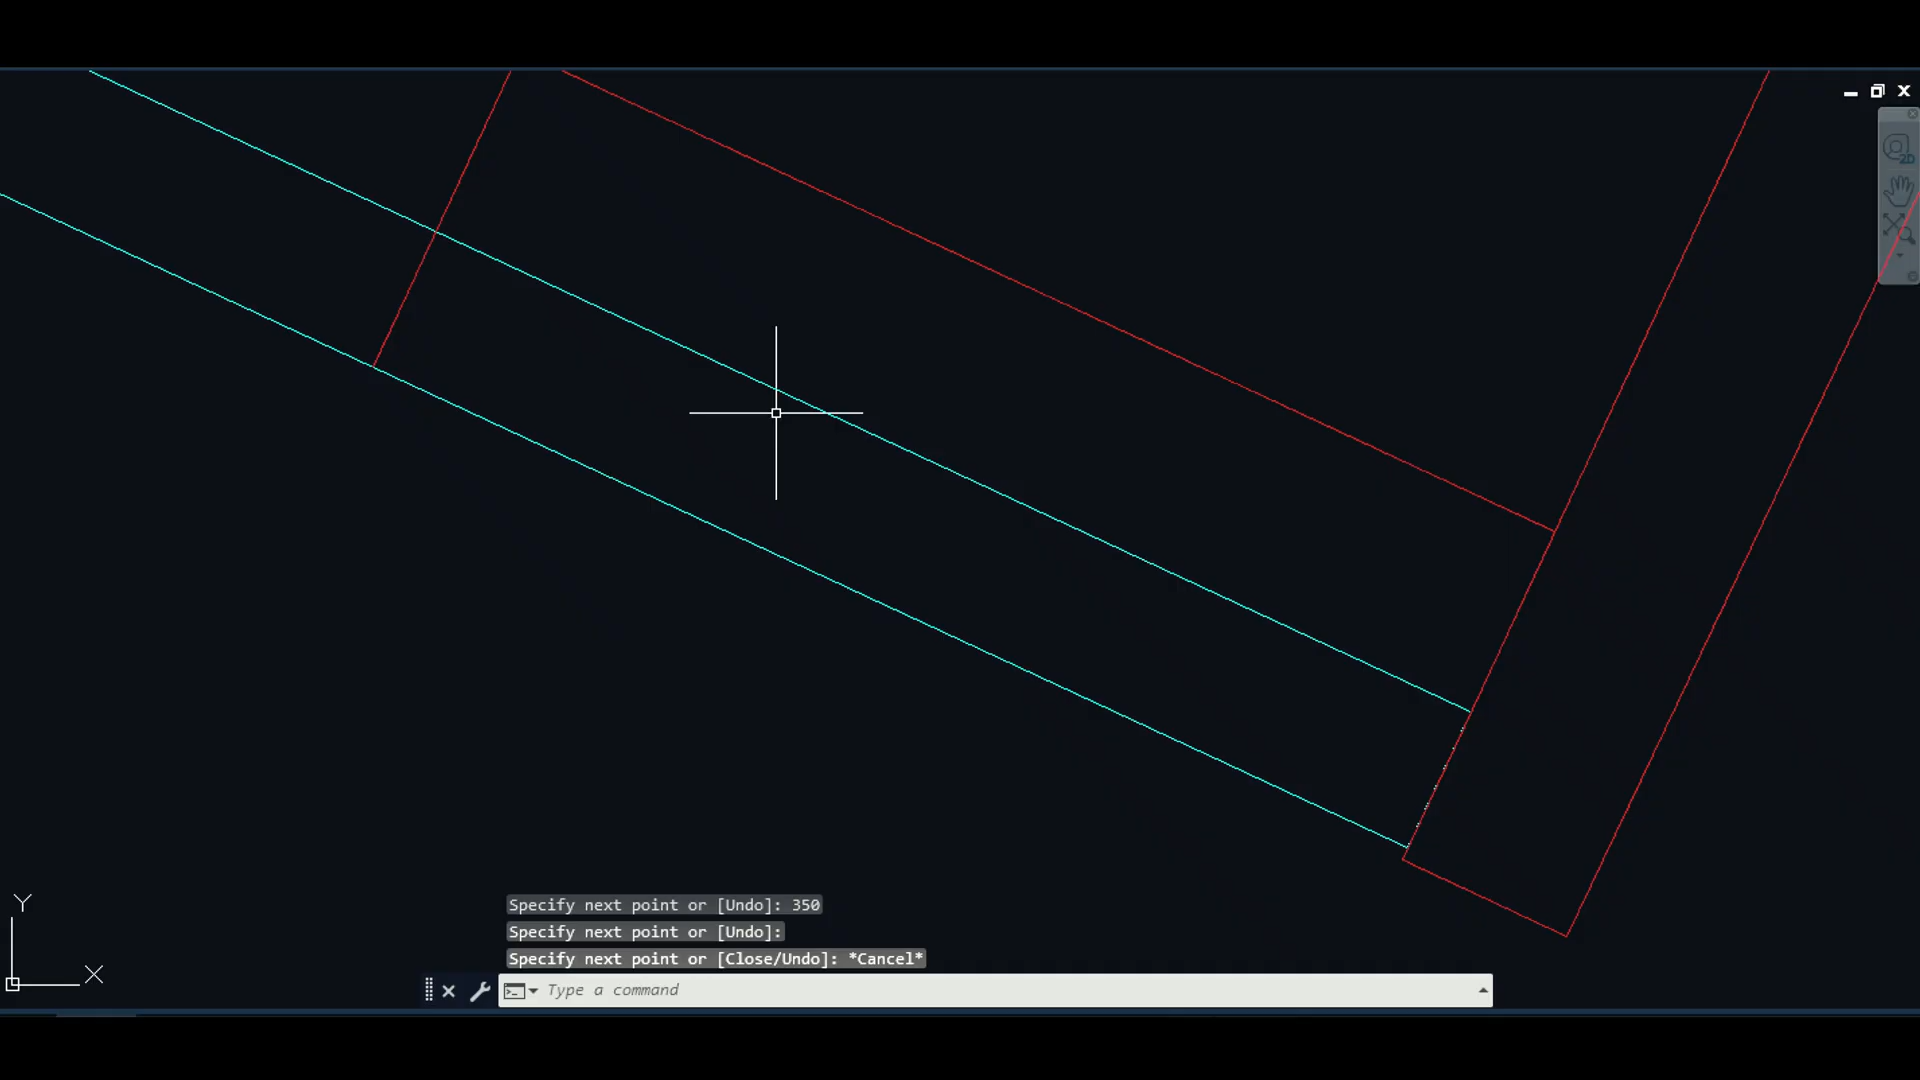 2D
Specify next point or [Undo]: 350
Specify next point or [Undo]:
Specify next point or [Close/Undo]: *Cancel*
Type a command
Y
X